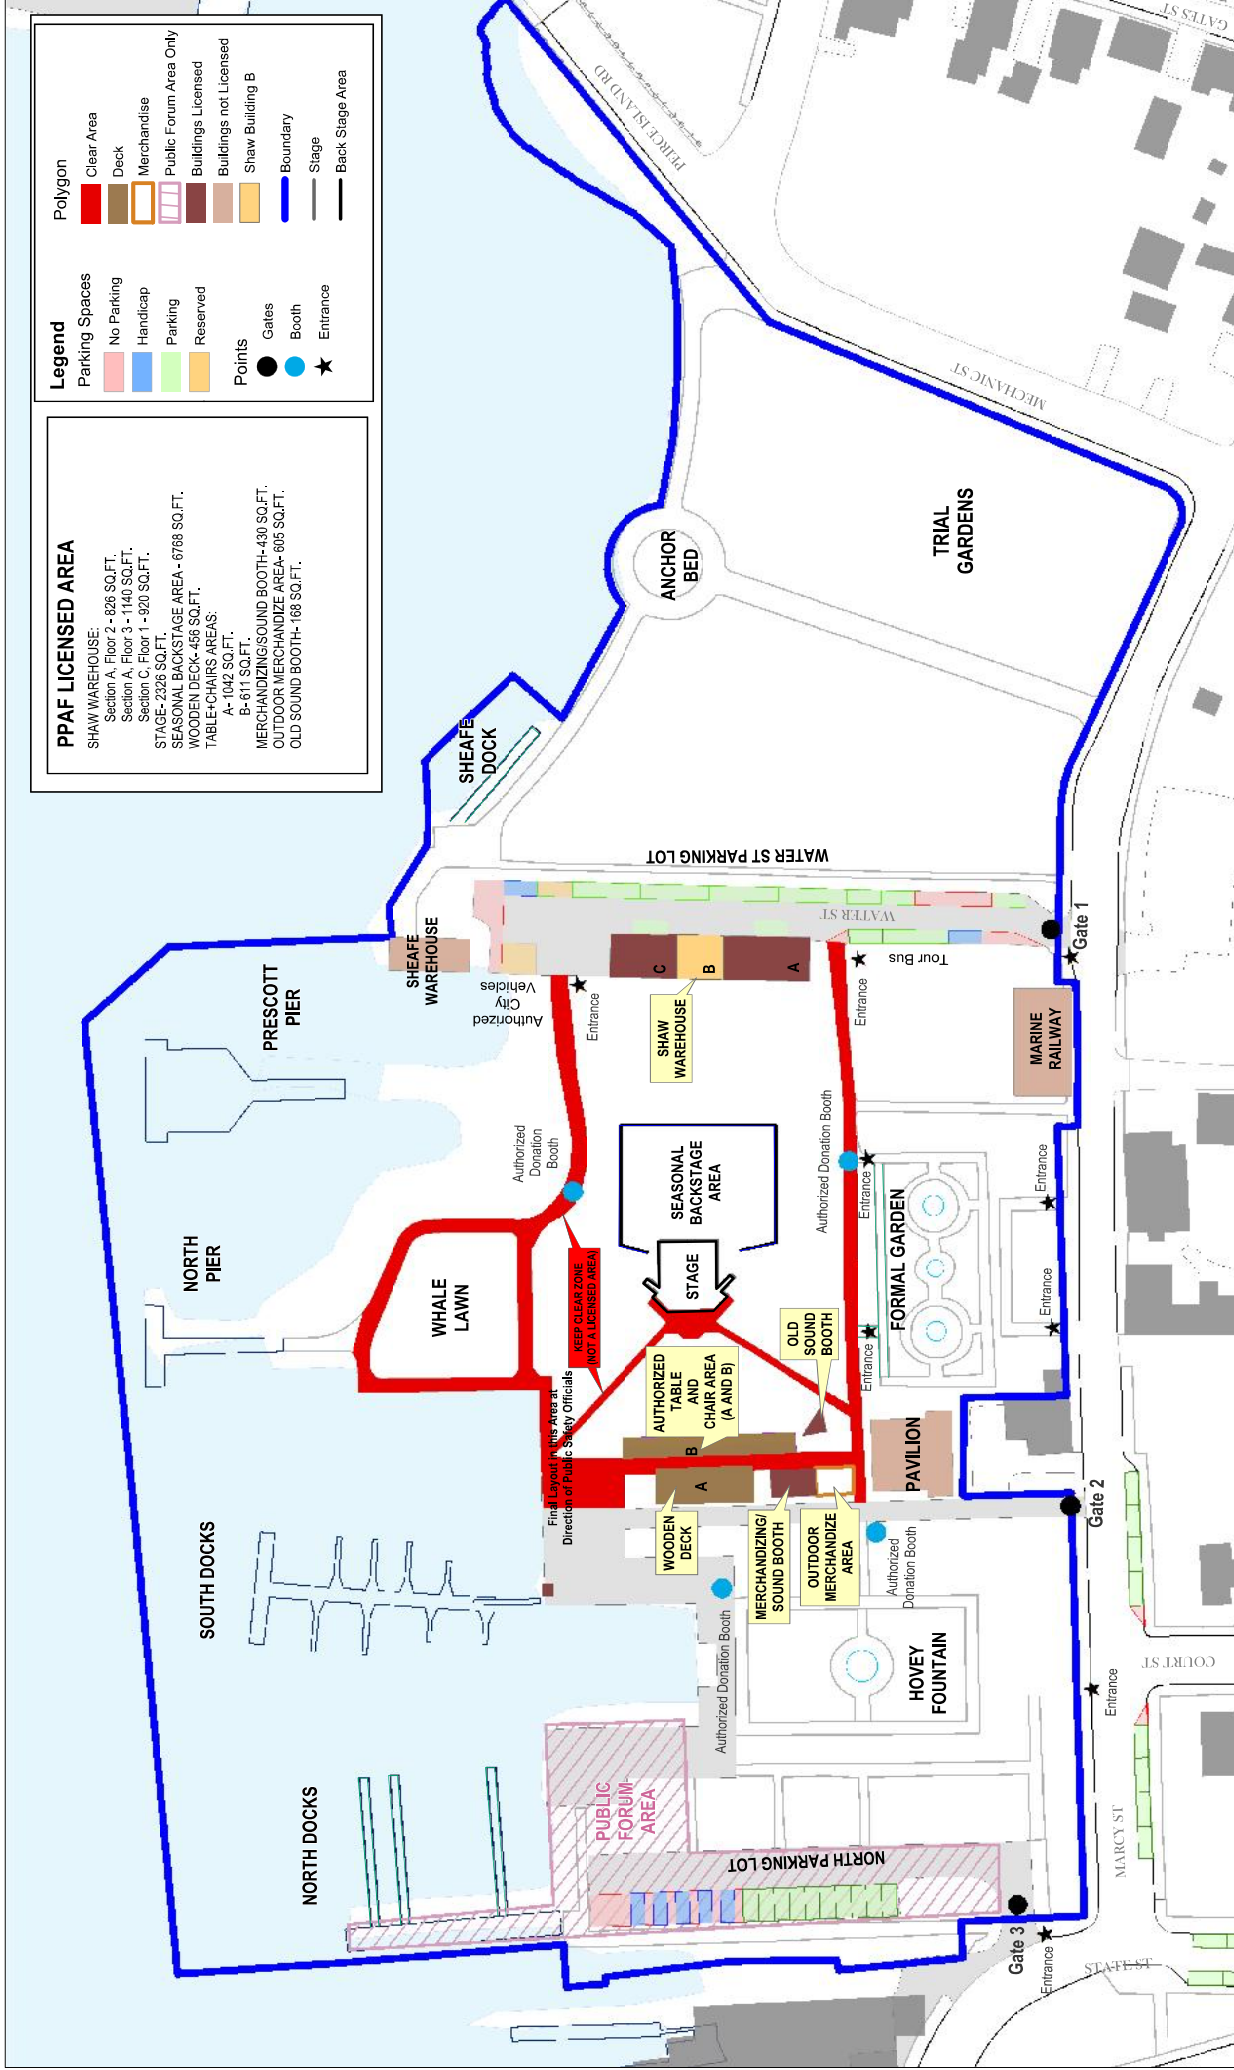 PPAF LICENSED AREA
SHAW WAREHOUSE:
Section A, Floor 2 - 826 SQ.FT.
Section A, Floor 3 - 1140 SQ.FT.
Section C, Floor 1 - 920 SQ.FT.
STAGE- 2326 SQ.FT.
SEASONAL BACKSTAGE AREA - 6768 SQ.FT.
WOODEN DECK- 456 SQ.FT.
TABLE+CHAIRS AREAS:
A- 1042 SQ.FT.
B- 611 SQ.FT.
MERCHANDIZING/SOUND BOOTH- 430 SQ.FT.
OUTDOOR MERCHANDIZE AREA- 605 SQ.FT.
OLD SOUND BOOTH- 168 SQ.FT.
Legend
Parking Spaces
No Parking
Handicap
Parking
Reserved
Points
Gates
Booth
Entrance
Polygon
Clear Area
Deck
Merchandise
Public Forum Area Only
Buildings Licensed
Buildings not Licensed
Shaw Building B
Boundary
Stage
Back Stage Area
NORTH DOCKS
SOUTH DOCKS
NORTH
PIER
PRESCOTT
PIER
SHEAFE
WAREHOUSE
SHEAFE
DOCK
PEIRCE ISLAND RD
GATES ST
MECHANIC ST
ANCHOR
BED
TRIAL
GARDENS
WATER ST PARKING LOT
WATER ST
Tour Bus
Authorized
City
Vehicles
Entrance
Entrance
C
B
A
SHAW
WAREHOUSE
WHALE
LAWN
Authorized
Donation
Booth
KEEP CLEAR ZONE
(NOT A LICENSED AREA)
Final Layout in this Area at
Direction of Public Safety Officials
SEASONAL
BACKSTAGE
AREA
STAGE
AUTHORIZED
TABLE
AND
CHAIR AREA
(A AND B)
B
A
OLD
SOUND
BOOTH
WOODEN
DECK
MERCHANDIZING/
SOUND BOOTH
OUTDOOR
MERCHANDIZE
AREA
Authorized Donation Booth
Authorized Donation Booth
Authorized
Donation Booth
Entrance
Entrance
FORMAL GARDEN
PAVILION
MARINE
RAILWAY
Entrance
Entrance
Gate 1
Gate 2
Gate 3
HOVEY
FOUNTAIN
PUBLIC
FORUM
AREA
NORTH PARKING LOT
Entrance
Entrance
STATE ST
MARCY ST
COURT ST